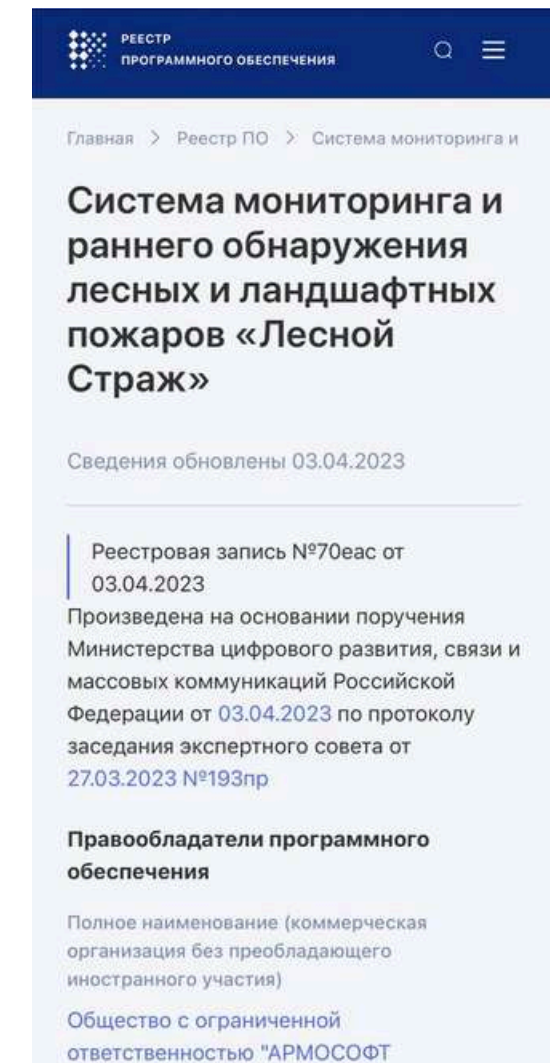 РЕЕСТР
ПРОГРАММНОГО ОБЕСПЕЧЕНИЯ
Главная > Реестр ПО > Система мониторинга и
Система мониторинга и
раннего обнаружения
лесных и ландшафтных
пожаров «Лесной
Страж»
Сведения обновлены 03.04.2023
Реестровая запись №70еас от
03.04.2023
Произведена на основании поручения
Министерства цифрового развития, связи и
массовых коммуникаций Российской
Федерации от 03.04.2023 по протоколу
заседания экспертного совета от
27.03.2023 №193пр
Правообладатели программного
обеспечения
Полное наименование (коммерческая
организация без преобладающего
иностранного участия)
Общество с ограниченной
ответственностью "АРМОСОФТ